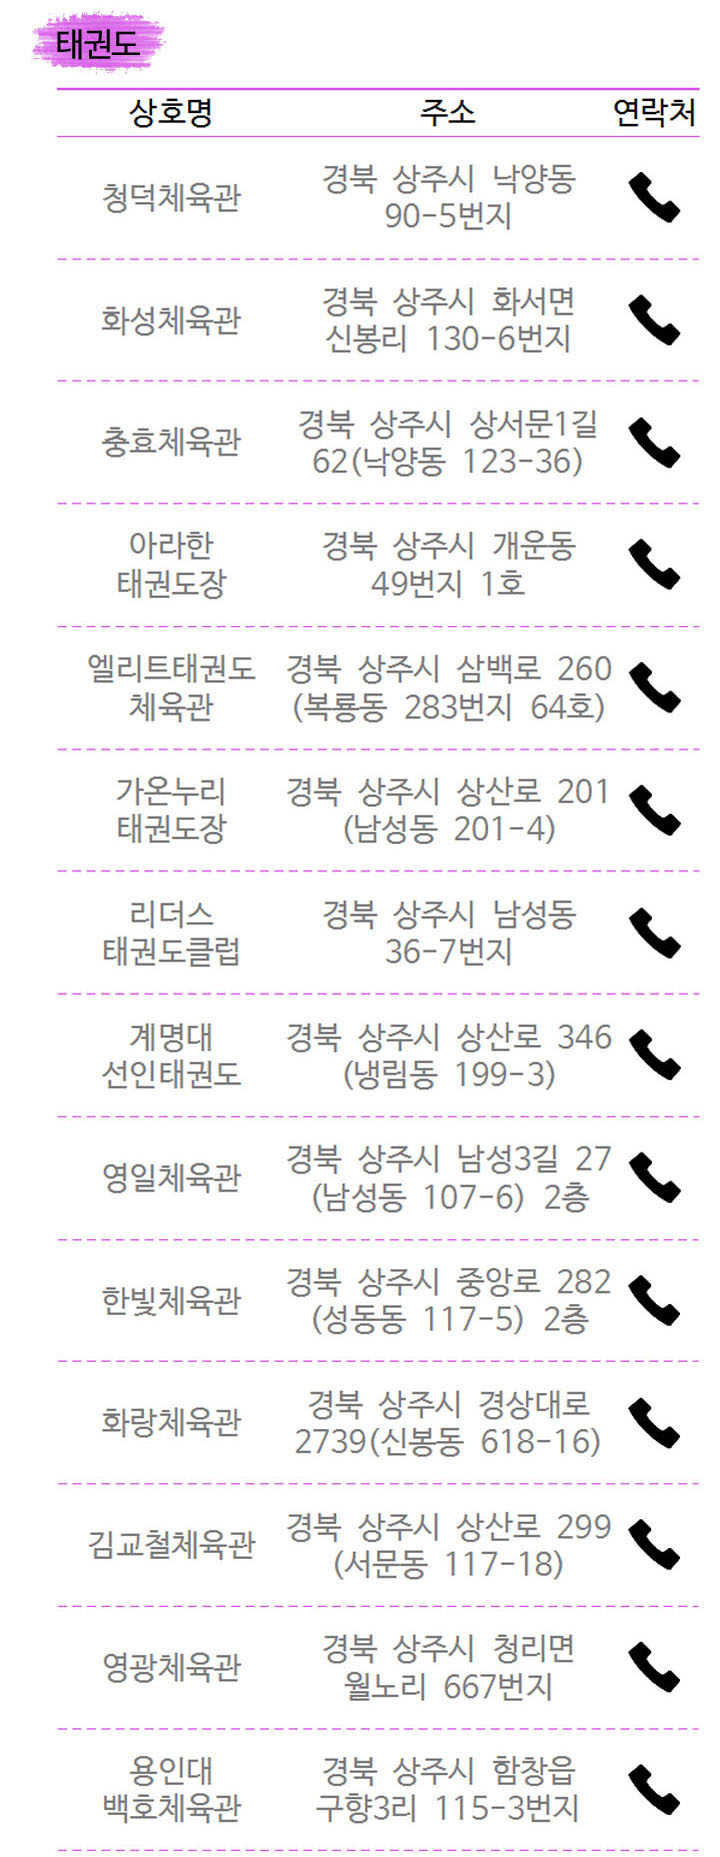 태권도
상호명 주소 연락처
청덕체육관
경북 상주시 낙양동
90-5번지
화성체육관
경북 상주시 화서면
신봉리 130-6번지
충효체육관
경북 상주시 상서문1길
62(낙양동 123-36)
아라한
태권도장
경북 상주시 개운동
49번지 1호
엘리트태권도
체육관
경북 상주시 삼백로 260
(복룡동 283번지 64호)
가온누리
태권도장
경북 상주시 상산로 201
(남성동 201-4)
리더스
태권도클럽
경북 상주시 남성동
36-7번지
계명대
선인태권도
경북 상주시 상산로 346
(냉림동 199-3)
영일체육관
경북 상주시 남성3길 27
(남성동 107-6) 2층
한빛체육관
경북 상주시 중앙로 282
(성동동 117-5) 2층
화랑체육관
경북 상주시 경상대로
2739(신봉동 618-16)
김교철체육관
경북 상주시 상산로 299
(서문동 117-18)
영광체육관
경북 상주시 청리면
월노리 667번지
용인대
백호체육관
경북 상주시 함창읍
구향3리 115-3번지